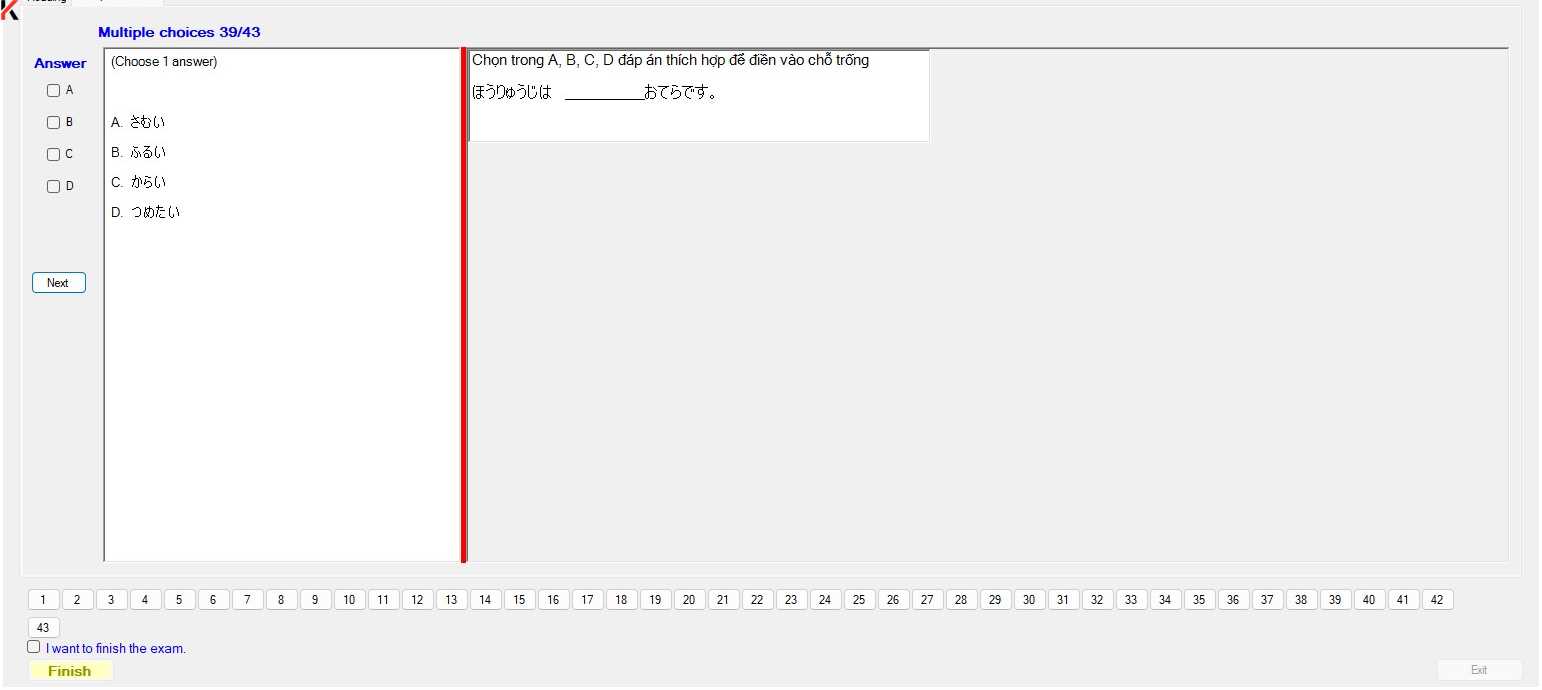 Multiple choices 39/43
Answer
A
B
C
D
Next
(Choose 1 answer)
A. さむい
B. ふるい
C. からい
D. つめたい
Chọn trong A, B, C, D đáp án thích hợp để điền vào chỗ trống
ほうりゅうじは __________おてらです。
1 2 3 4 5 6 7 8 9 10 11 12 13 14 15 16 17 18 19 20 21 22 23 24 25 26 27 28 29 30 31 32 33 34 35 36 37 38 39 40 41 42
43
I want to finish the exam.
Finish
Exit